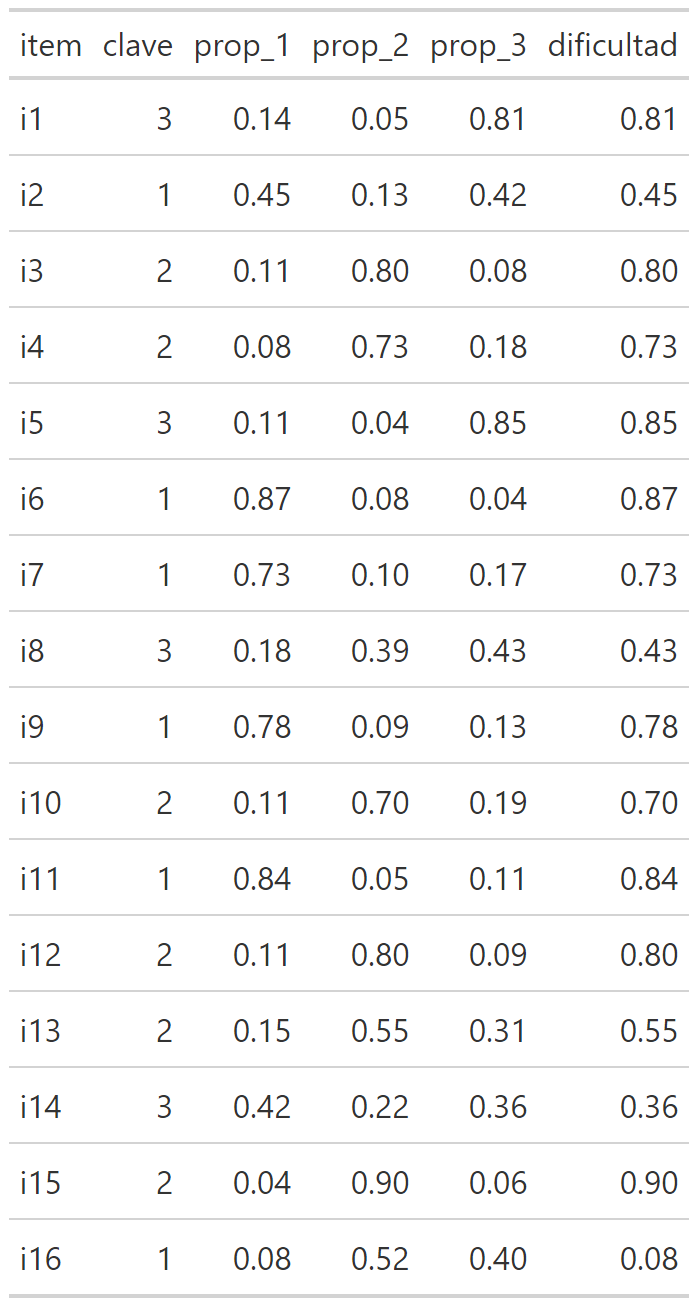 item clave prop_1 prop_2 prop_3 dificultad
i1 3 0.14 0.05 0.81 0.81
i2 1 0.45 0.13 0.42 0.45
i3 2 0.11 0.80 0.08 0.80
i4 2 0.08 0.73 0.18 0.73
i5 3 0.11 0.04 0.85 0.85
i6 1 0.87 0.08 0.04 0.87
i7 1 0.73 0.10 0.17 0.73
i8 3 0.18 0.39 0.43 0.43
i9 1 0.78 0.09 0.13 0.78
i10 2 0.11 0.70 0.19 0.70
i11 1 0.84 0.05 0.11 0.84
i12 2 0.11 0.80 0.09 0.80
i13 2 0.15 0.55 0.31 0.55
i14 3 0.42 0.22 0.36 0.36
i15 2 0.04 0.90 0.06 0.90
i16 1 0.08 0.52 0.40 0.08